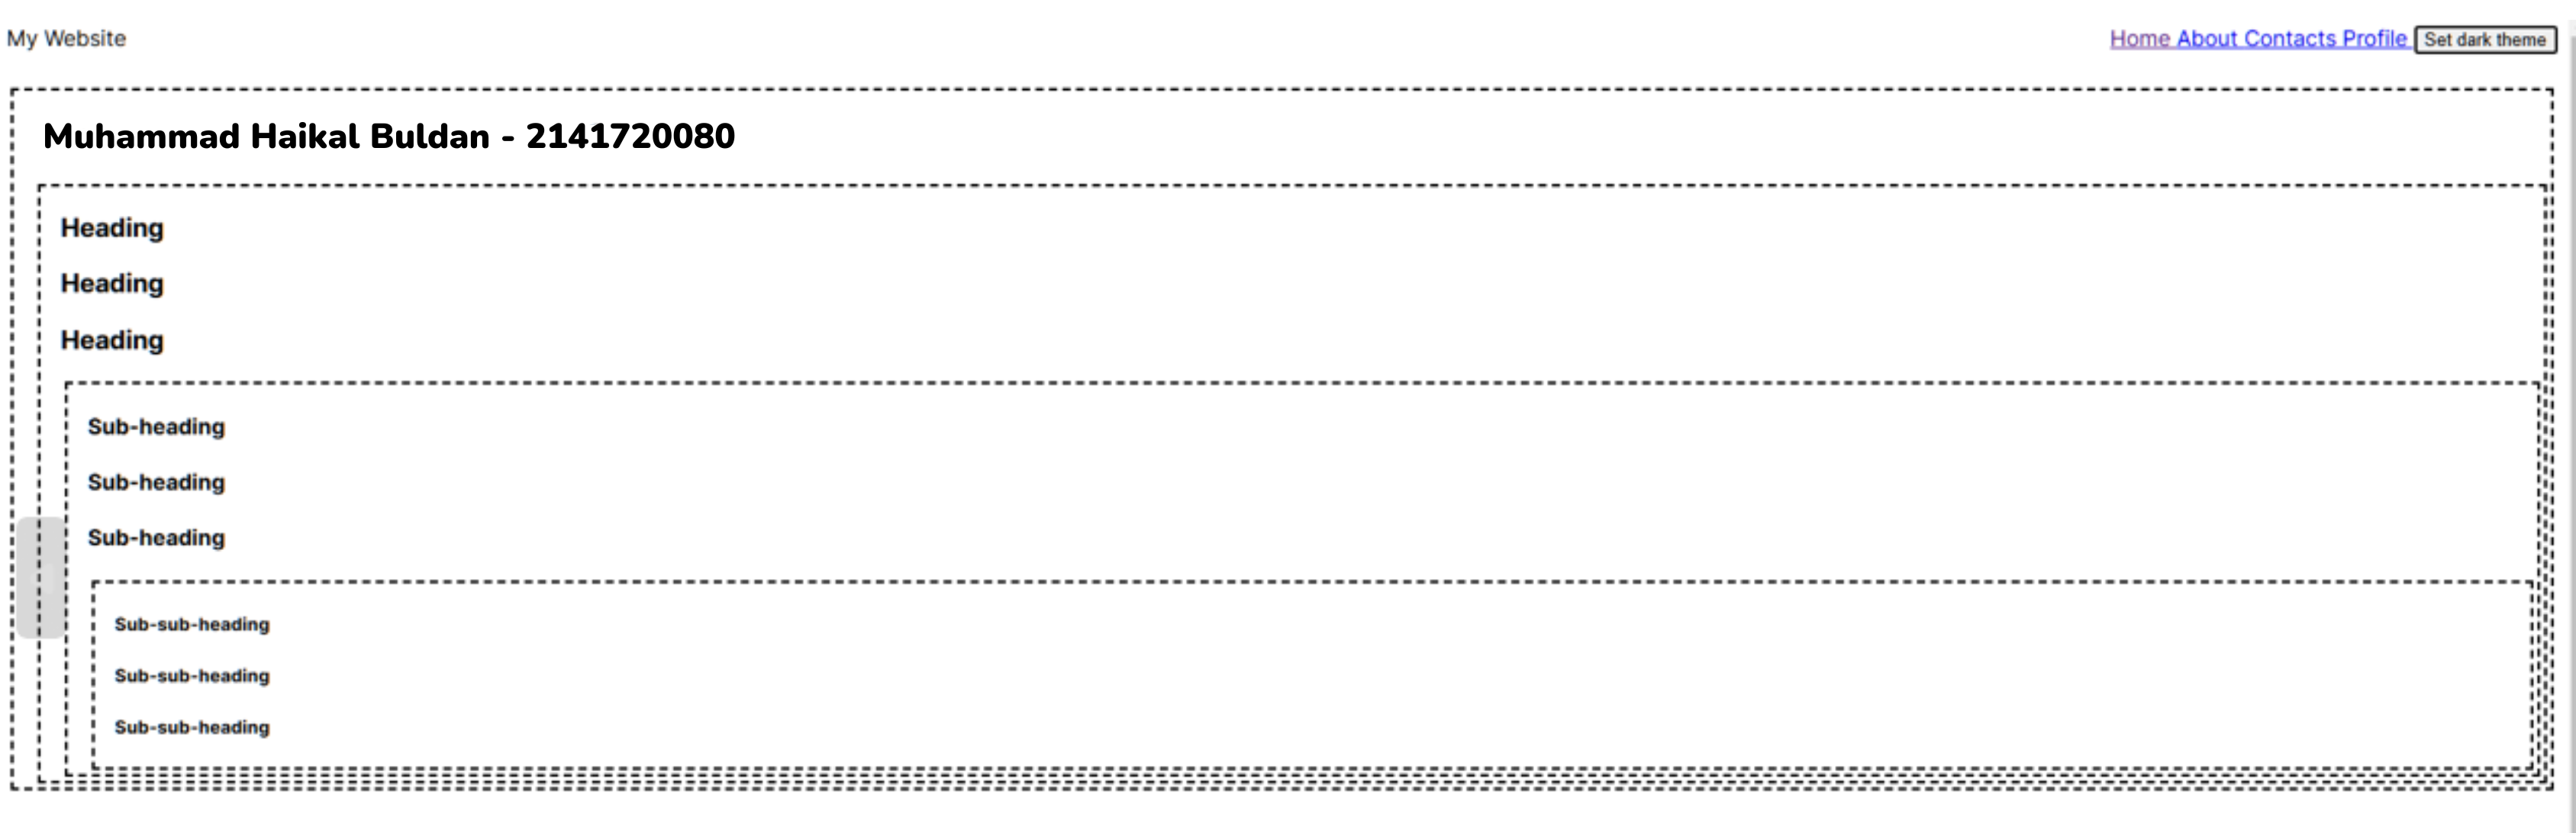 My Website Home About Contacts Profile Set dark theme
Muhammad Haikal Buldan - 2141720080
Heading
Heading
Heading
Sub-heading
Sub-heading
Sub-heading
Sub-sub-heading
Sub-sub-heading
Sub-sub-heading